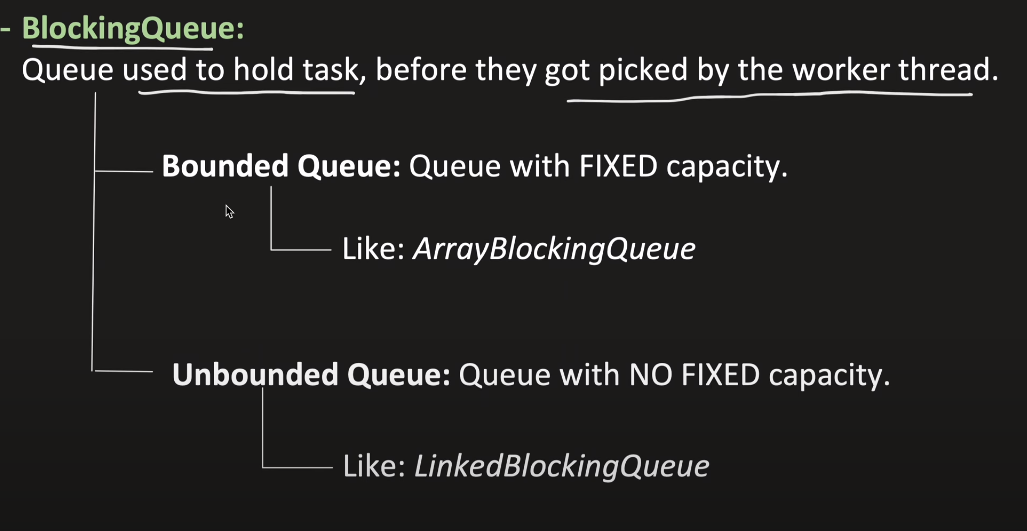 - BlockingQueue:
Queue used to hold task, before they got picked by the worker thread.
Bounded Queue: Queue with FIXED capacity.
Like: ArrayBlockingQueue
Unbounded Queue: Queue with NO FIXED capacity.
Like: LinkedBlockingQueue